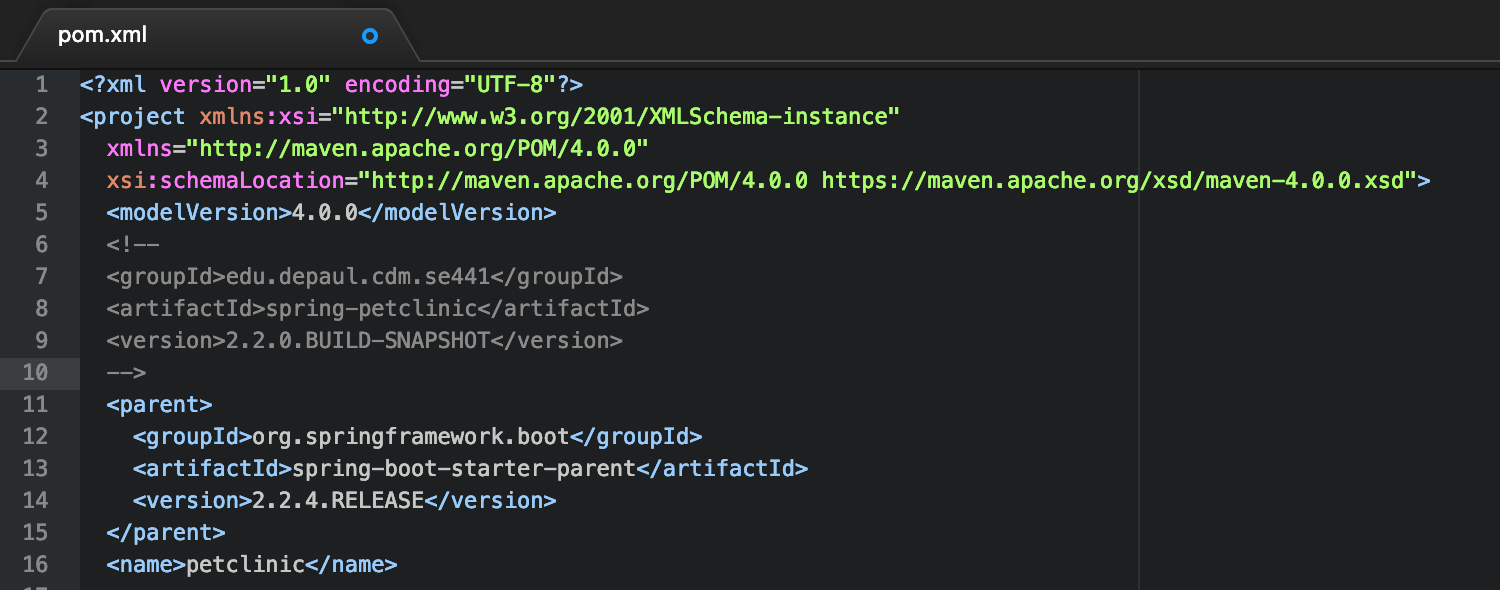 pom.xml
1 <?xml version="1.0" encoding="UTF-8"?>
2 <project xmlns:xsi="http://www.w3.org/2001/XMLSchema-instance"
3 xmlns="http://maven.apache.org/POM/4.0.0"
4 xsi:schemaLocation="http://maven.apache.org/POM/4.0.0 https://maven.apache.org/xsd/maven-4.0.0.xsd">
5 <modelVersion>4.0.0</modelVersion>
6 <!--
7 <groupId>edu.depaul.cdm.se441</groupId>
8 <artifactId>spring-petclinic</artifactId>
9 <version>2.2.0.BUILD-SNAPSHOT</version>
10 -->
11 <parent>
12 <groupId>org.springframework.boot</groupId>
13 <artifactId>spring-boot-starter-parent</artifactId>
14 <version>2.2.4.RELEASE</version>
15 </parent>
16 <name>petclinic</name>